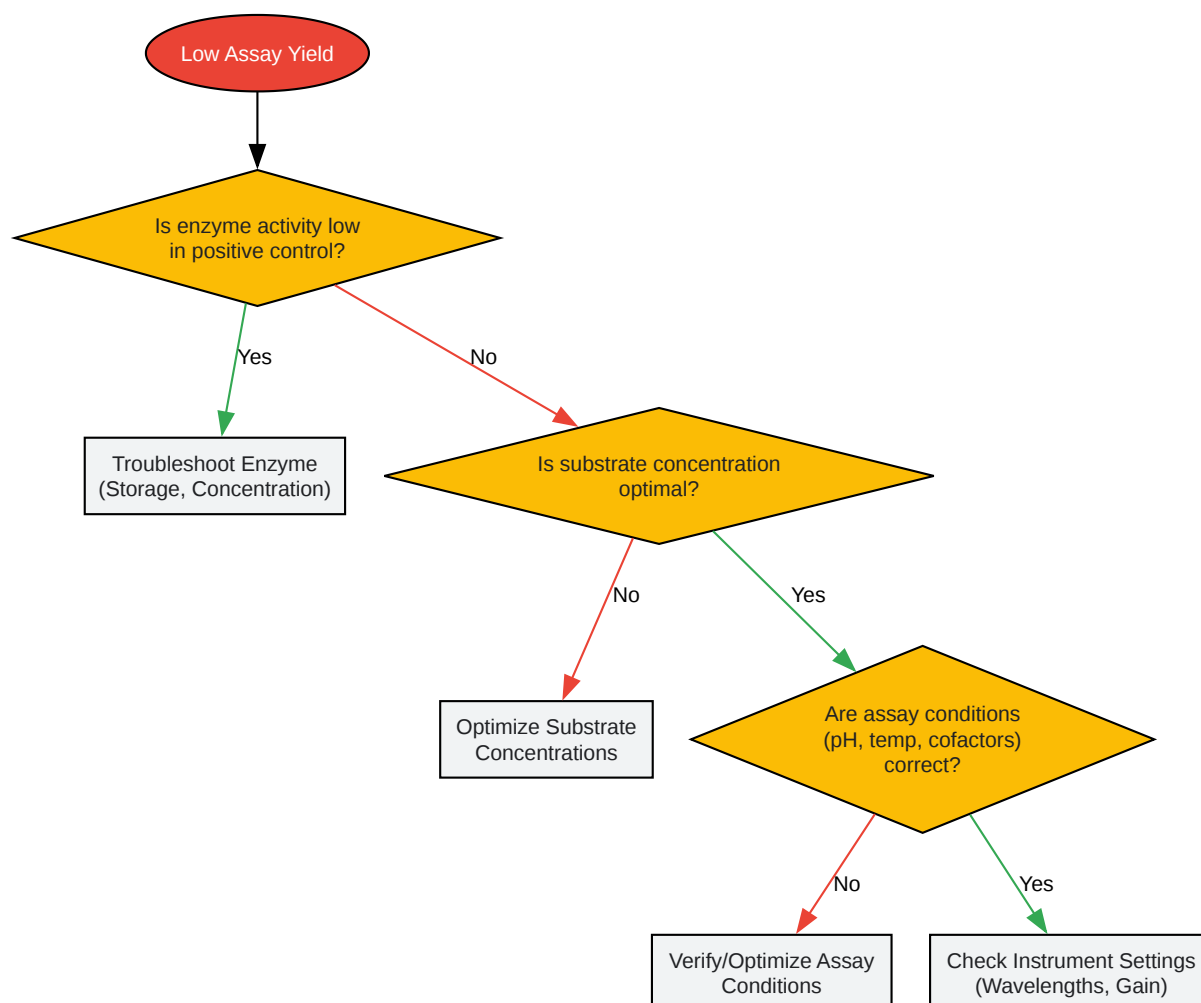 Low Assay Yield
Is enzyme activity low
in positive control?
Yes
No
Troubleshoot Enzyme
(Storage, Concentration)
Is substrate concentration
optimal?
No
Yes
Optimize Substrate
Concentrations
Are assay conditions
(pH, temp, cofactors)
correct?
No
Yes
Verify/Optimize Assay
Conditions
Check Instrument Settings
(Wavelengths, Gain)